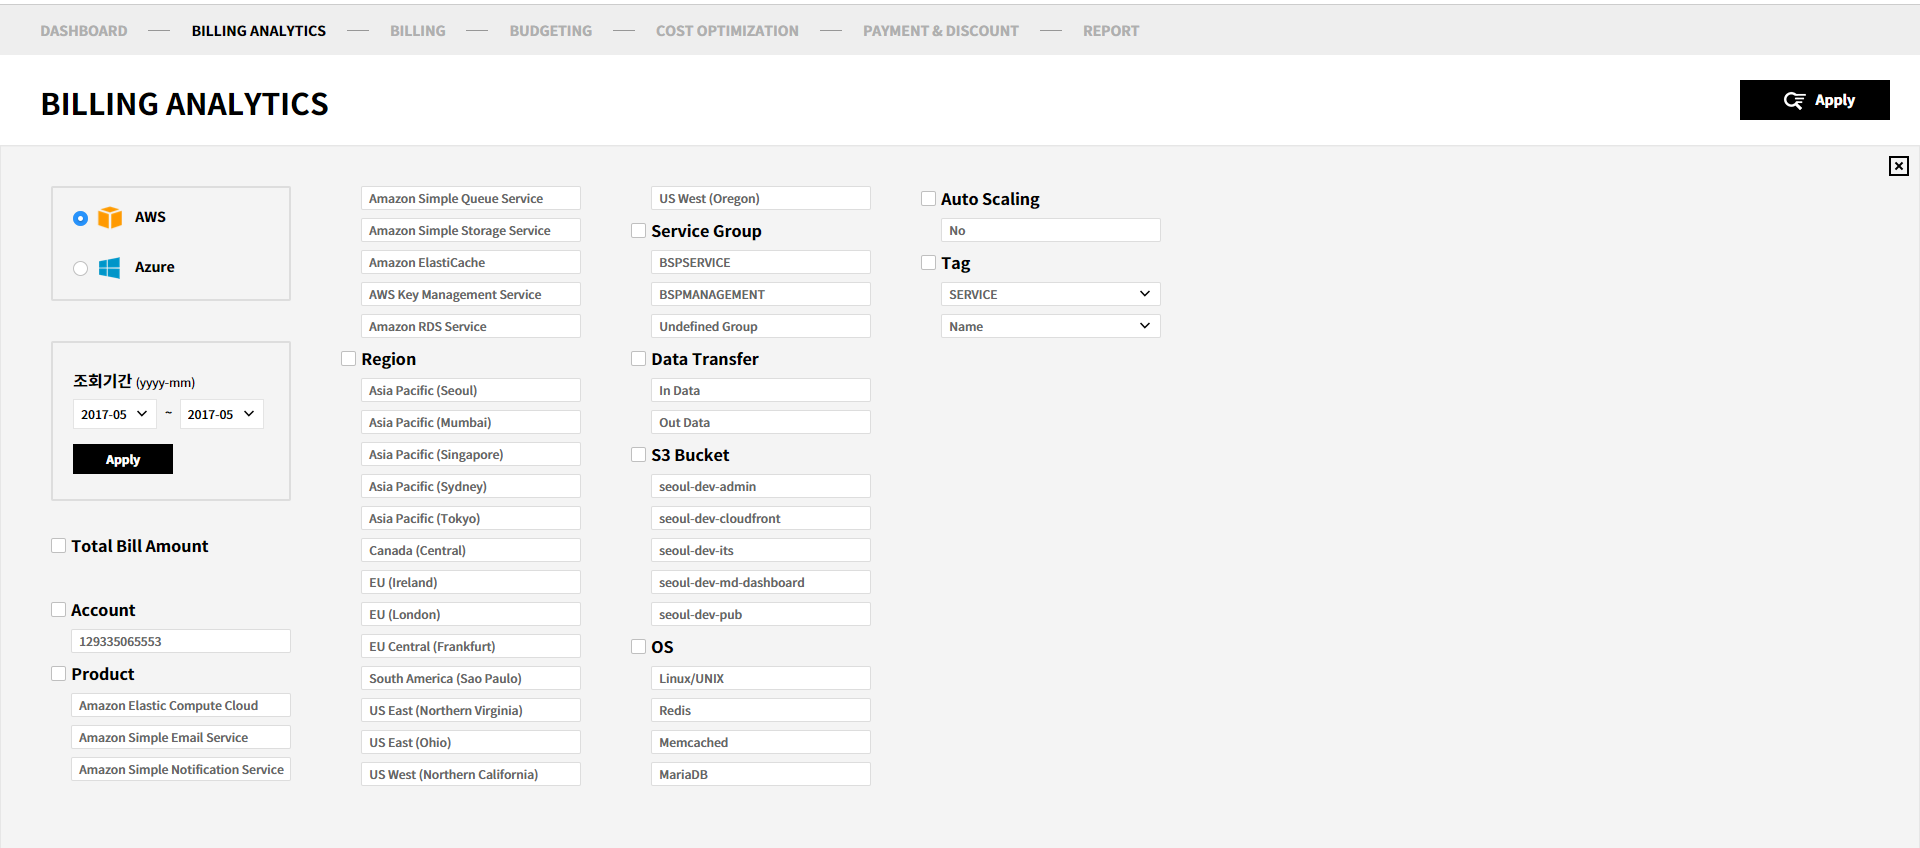 DASHBOARD — BILLING ANALYTICS — BILLING — BUDGETING — COST OPTIMIZATION — PAYMENT & DISCOUNT — REPORT
BILLING ANALYTICS
Apply
AWS
Azure
조회기간 (yyyy-mm)
2017-05 ~ 2017-05
Apply
Total Bill Amount
Account
129335065553
Product
Amazon Elastic Compute Cloud
Amazon Simple Email Service
Amazon Simple Notification Service
Amazon Simple Queue Service
Amazon Simple Storage Service
Amazon ElastiCache
AWS Key Management Service
Amazon RDS Service
Region
Asia Pacific (Seoul)
Asia Pacific (Mumbai)
Asia Pacific (Singapore)
Asia Pacific (Sydney)
Asia Pacific (Tokyo)
Canada (Central)
EU (Ireland)
EU (London)
EU Central (Frankfurt)
South America (Sao Paulo)
US East (Northern Virginia)
US East (Ohio)
US West (Northern California)
US West (Oregon)
Service Group
BSPSERVICE
BSPMANAGEMENT
Undefined Group
Data Transfer
In Data
Out Data
S3 Bucket
seoul-dev-admin
seoul-dev-cloudfront
seoul-dev-its
seoul-dev-md-dashboard
seoul-dev-pub
OS
Linux/UNIX
Redis
Memcached
MariaDB
Auto Scaling
No
Tag
SERVICE
Name